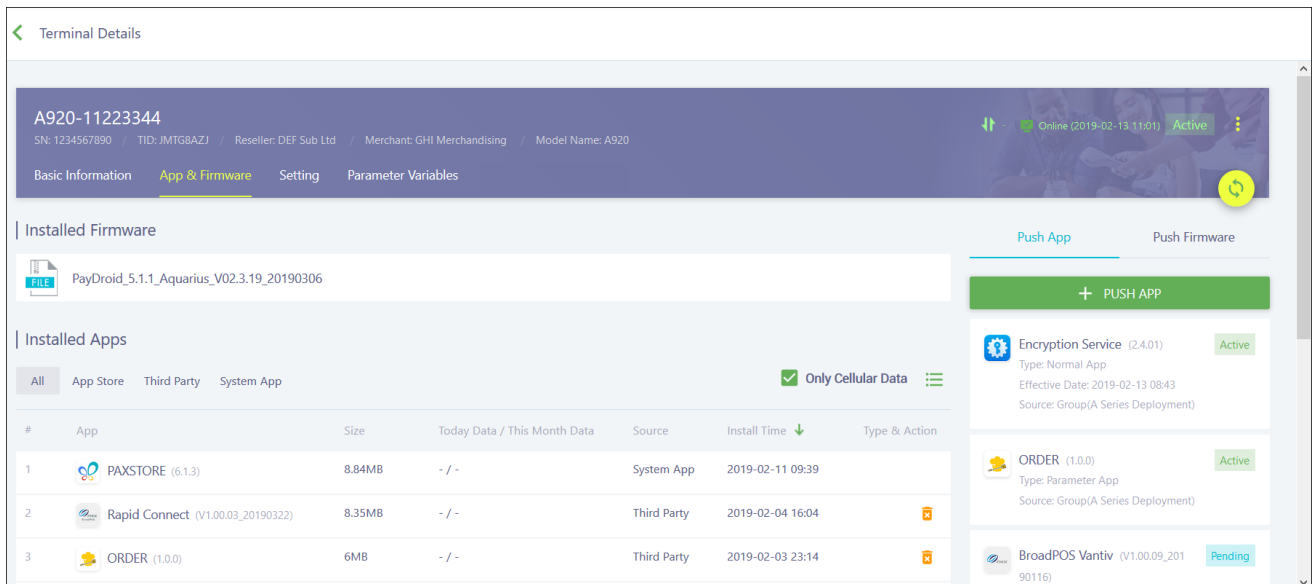 Terminal Details
A920-11223344
SN: 1234567890 / TID: JMTG8AZJ / Reseller: DEF Sub Ltd / Merchant: GHI Merchandising / Model Name: A920
- Online (2019-02-13 11:01) Active
Basic Information App & Firmware Setting Parameter Variables
Installed Firmware
FILE PayDroid_5.1.1_Aquarius_V02.3.19_20190306
Installed Apps
All App Store Third Party System App Only Cellular Data
# App Size Today Data / This Month Data Source Install Time Type & Action
1 PAXSTORE (6.1.3) 8.84MB - / - System App 2019-02-11 09:39
2 Rapid Connect (V1.00.03_20190322) 8.35MB - / - Third Party 2019-02-04 16:04
3 ORDER (1.0.0) 6MB - / - Third Party 2019-02-03 23:14
Push App Push Firmware
+ PUSH APP
Encryption Service (2.4.01) Active
Type: Normal App
Effective Date: 2019-02-13 08:43
Source: Group(A Series Deployment)
ORDER (1.0.0) Active
Type: Parameter App
Source: Group(A Series Deployment)
BroadPOS Vantiv (V1.00.09_201 Pending
90116)